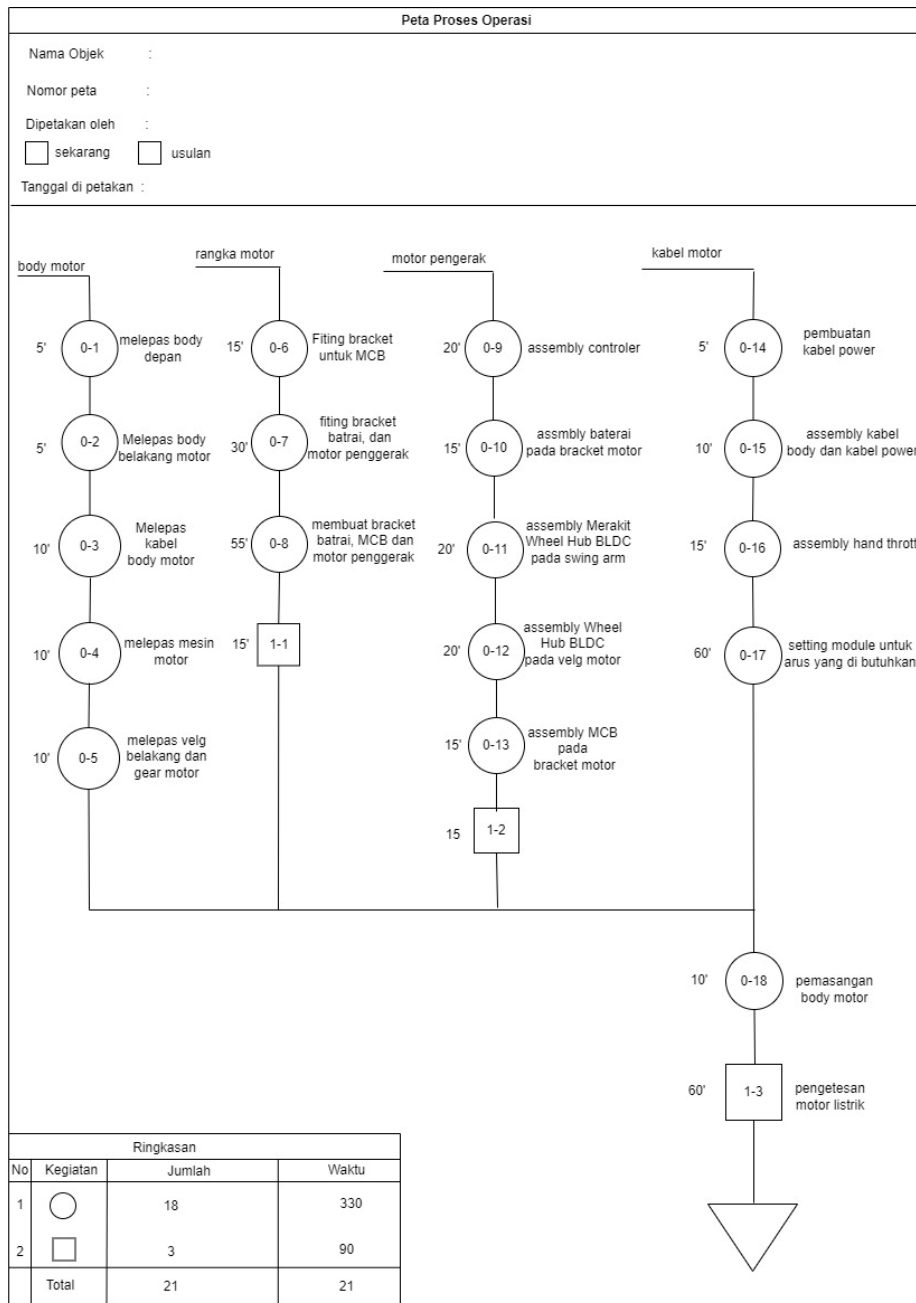 Peta Proses Operasi
Nama Objek :
Nomor peta :
Dipetakan oleh :
sekarang usulan
Tanggal di petakan :
body motor
5' 0-1 melepas body
depan
5' 0-2 Melepas body
belakang motor
10' 0-3 Melepas
kabel
body motor
10' 0-4 melepas mesin
motor
10' 0-5 melepas velg
belakang dan
gear motor
rangka motor
15' 0-6 Fiting bracket
untuk MCB
30' 0-7 fiting bracket
batrai, dan
motor penggerak
55' 0-8 membuat bracket
batrai, MCB dan
motor penggerak
15' 1-1
motor pengerak
20' 0-9 assembly controler
15' 0-10 assmbly baterai
pada bracket motor
20' 0-11 assembly Merakit
Wheel Hub BLDC
pada swing arm
20' 0-12 assembly Wheel
Hub BLDC
pada velg motor
15' 0-13 assembly MCB
pada
bracket motor
15 1-2
kabel motor
5' 0-14 pembuatan
kabel power
10' 0-15 assembly kabel
body dan kabel power
15' 0-16 assembly hand thrott
60' 0-17 setting module untuk
arus yang di butuhkan
10' 0-18 pemasangan
body motor
60' 1-3 pengetesan
motor listrik
Ringkasan
No Kegiatan Jumlah Waktu
1 18 330
2 3 90
Total 21 21